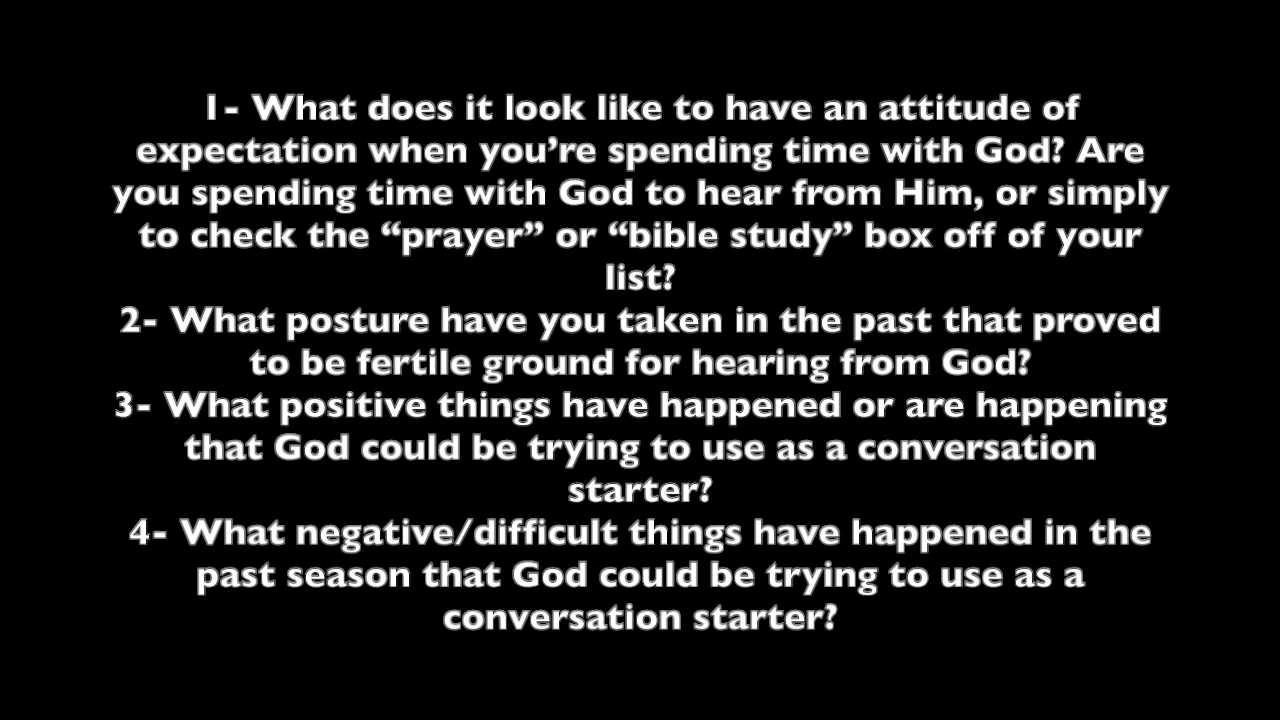 1- What does it look like to have an attitude of
expectation when you’re spending time with God? Are
you spending time with God to hear from Him, or simply
to check the “prayer” or “bible study” box off of your
list?
2- What posture have you taken in the past that proved
to be fertile ground for hearing from God?
3- What positive things have happened or are happening
that God could be trying to use as a conversation
starter?
4- What negative/difficult things have happened in the
past season that God could be trying to use as a
conversation starter?